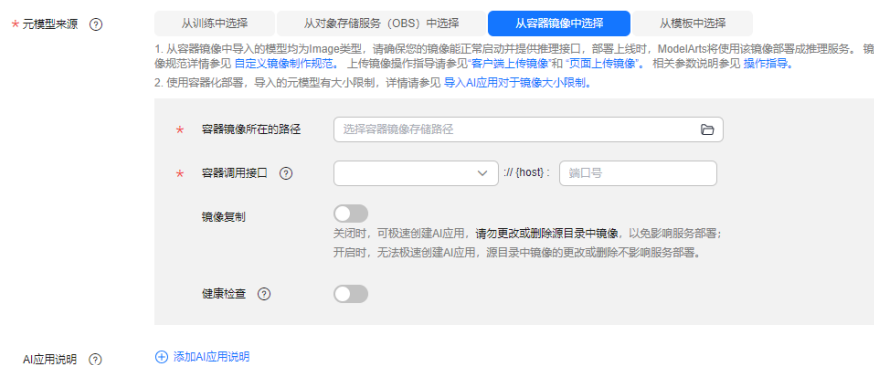 * 元模型来源 ?
从训练中选择 从对象存储服务（OBS）中选择 从容器镜像中选择 从模板中选择
1. 从容器镜像中导入的模型均为Image类型，请确保您的镜像能正常启动并提供推理接口，部署上线时，ModelArts将使用该镜像部署成推理服务。 镜
像规范详情参见 自定义镜像制作规范。 上传镜像操作指导请参见“客户端上传镜像”和 “页面上传镜像”。 相关参数说明参见 操作指导。
2. 使用容器化部署，导入的元模型有大小限制，详情请参见 导入AI应用对于镜像大小限制。
* 容器镜像所在的路径 选择容器镜像存储路径
* 容器调用接口 ? :// {host} : 端口号
镜像复制
关闭时，可极速创建AI应用，请勿更改或删除源目录中镜像，以免影响服务部署；
开启时，无法极速创建AI应用，源目录中镜像的更改或删除不影响服务部署。
健康检查 ?
AI应用说明 ? 添加AI应用说明